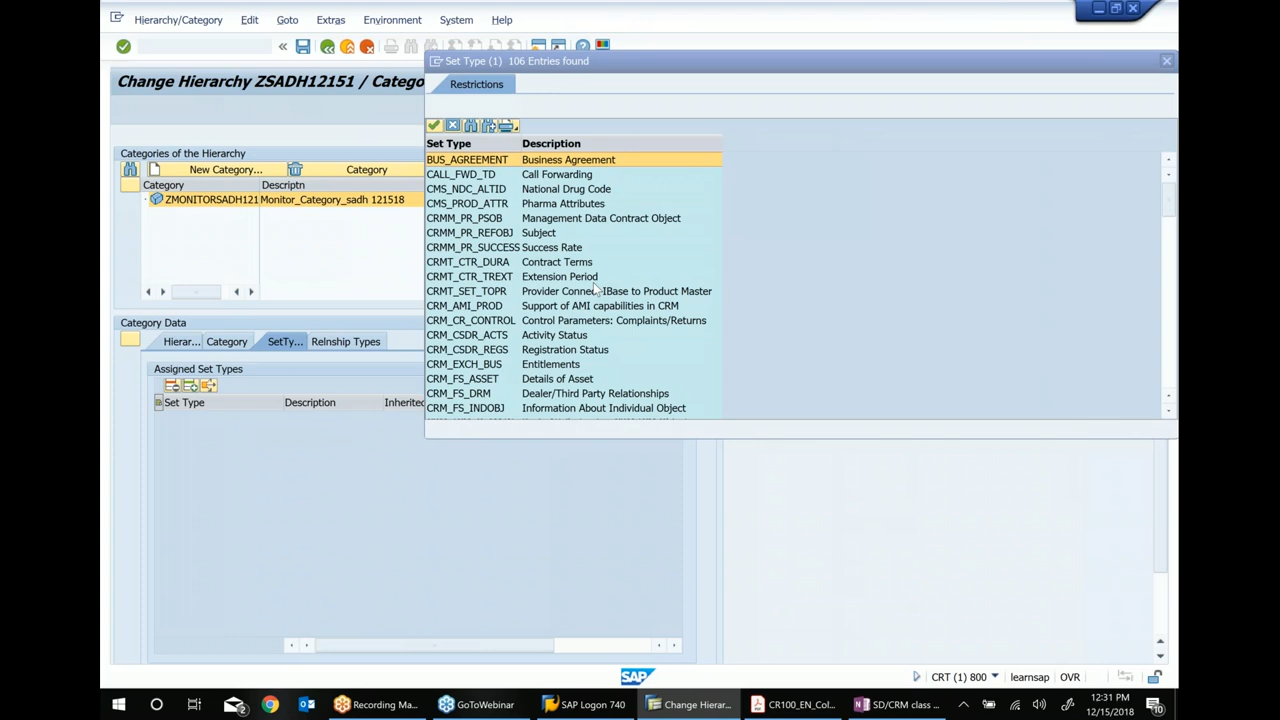 Hierarchy/Category Edit Goto Extras Environment System Help
Set Type (1) 106 Entries found
Change Hierarchy ZSADH12151 / Catego
Restrictions
Categories of the Hierarchy
New Category... Category
Category Descriptn
ZMONITORSADH121 Monitor_Category_sadh 121518
Set Type Description
BUS_AGREEMENT Business Agreement
CALL_FWD_TD Call Forwarding
CMS_NDC_ALTID National Drug Code
CMS_PROD_ATTR Pharma Attributes
CRMM_PR_PSOB Management Data Contract Object
CRMM_PR_REFOBJ Subject
CRMM_PR_SUCCESS Success Rate
CRMT_CTR_DURA Contract Terms
CRMT_CTR_TREXT Extension Period
CRMT_SET_TOPR Provider Connec IBase to Product Master
CRM_AMI_PROD Support of AMI capabilities in CRM
CRM_CR_CONTROL Control Parameters: Complaints/Returns
CRM_CSDR_ACTS Activity Status
CRM_CSDR_REGS Registration Status
CRM_EXCH_BUS Entitlements
CRM_FS_ASSET Details of Asset
CRM_FS_DRM Dealer/Third Party Relationships
CRM_FS_INDOBJ Information About Individual Object
Category Data
Hierar... Category SetTy... Relnship Types
Assigned Set Types
Set Type Description Inherited
SAP
CRT (1) 800 learnsap OVR
Recording Ma... GoToWebinar SAP Logon 740 Change Hierar... CR100_EN_Col... SD/CRM class ...
12:31 PM
12/15/2018